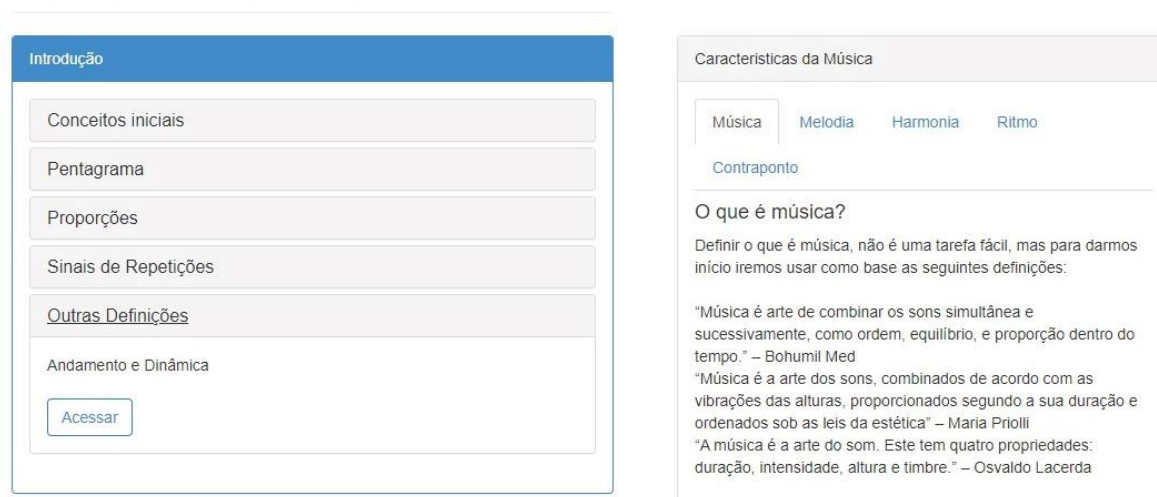 Introdução
Conceitos iniciais
Pentagrama
Proporções
Sinais de Repetições
Outras Definições
Andamento e Dinâmica
Acessar
Caracteristicas da Música
Música Melodia Harmonia Ritmo
Contraponto
O que é música?
Definir o que é música, não é uma tarefa fácil, mas para darmos
início iremos usar como base as seguintes definições:
“Música é arte de combinar os sons simultânea e
sucessivamente, como ordem, equilíbrio, e proporção dentro do
tempo.” – Bohumil Med
“Música é a arte dos sons, combinados de acordo com as
vibrações das alturas, proporcionados segundo a sua duração e
ordenados sob as leis da estética” – Maria Priolli
“A música é a arte do som. Este tem quatro propriedades:
duração, intensidade, altura e timbre.” – Osvaldo Lacerda